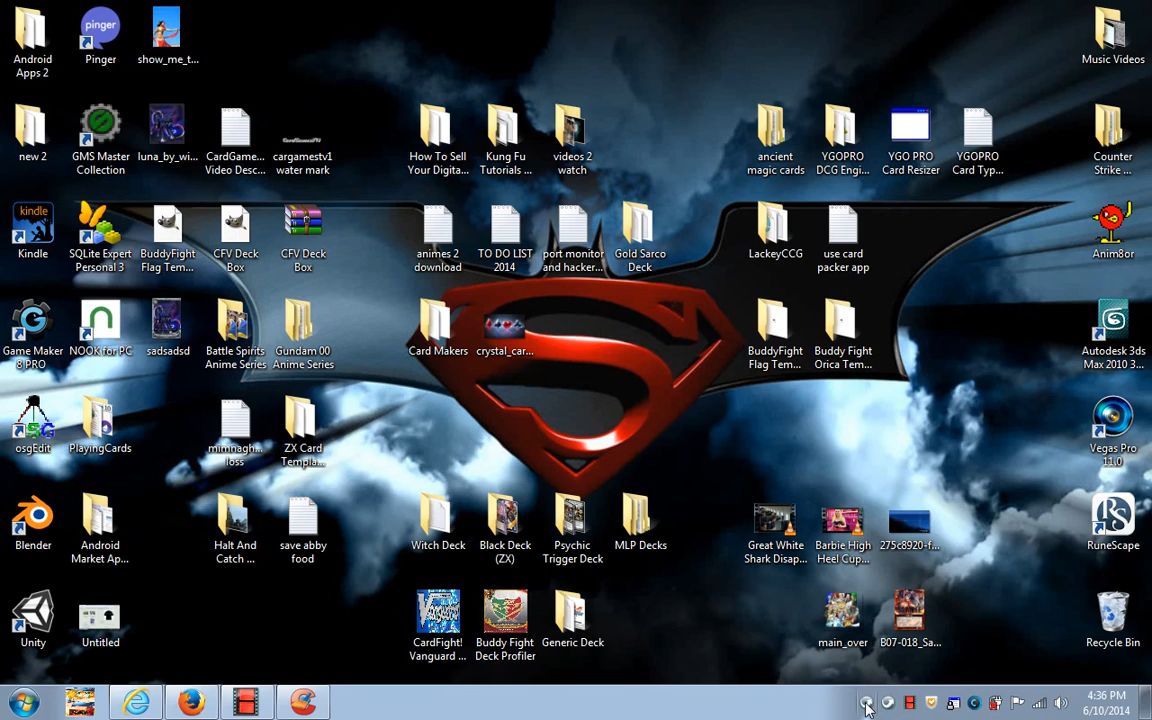 pinger
Android
Apps 2
Pinger
show_me_t...
Music Videos
new 2
GMS Master
Collection
luna_by_wi...
CardGame...
Video Desc...
cargamestv1
water mark
How To Sell
Your Digita...
Kung Fu
Tutorials ...
videos 2
watch
ancient
magic cards
YGOPRO
DCG Engi...
YGO PRO
Card Resizer
YGOPRO
Card Typ...
Counter
Strike ...
kindle
Kindle
SQLite Expert
Personal 3
BuddyFight
Flag Tem...
CFV Deck
Box
CFV Deck
Box
animes 2
download
TO DO LIST
2014
port monitor
and hacker...
Gold Sarco
Deck
LackeyCCG
use card
packer app
Anim8or
n
S
Game Maker
8 PRO
NOOK for PC
sadsadsd
Battle Spirits
Anime Series
Gundam 00
Anime Series
Card Makers
crystal_car...
BuddyFight
Flag Tem...
Buddy Fight
Orica Tem...
Autodesk 3ds
Max 2010 3...
osgEdit
PlayingCards
mimnagh...
loss
ZX Card
Templa...
Vegas Pro
11.0
RS
Blender
Android
Market Ap...
Halt And
Catch ...
save abby
food
Witch Deck
Black Deck
(ZX)
Psychic
Trigger Deck
MLP Decks
Great White
Shark Disap...
Barbie High
Heel Cup...
275c8920-f...
RuneScape
Vanguard
Unity
Untitled
CardFight!
Vanguard ...
Buddy Fight
Deck Profiler
Generic Deck
main_over
B07-018_Sa...
Recycle Bin
4:36 PM
6/10/2014